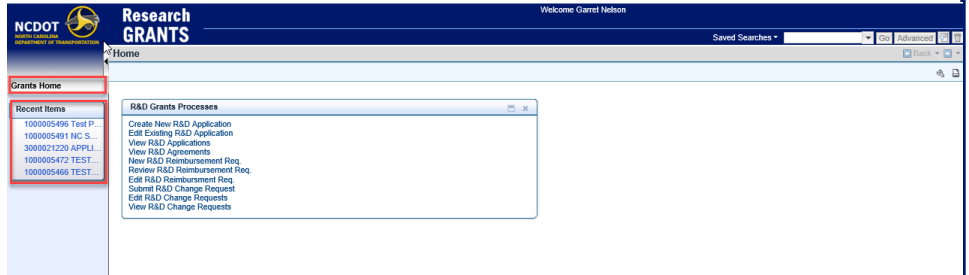 Welcome Garret Nelson
NCDOT
NORTH CAROLINA
DEPARTMENT OF TRANSPORTATION
Research
GRANTS
Saved Searches
Go
Advanced
Home
Back
Grants Home
Recent Items
1000005496 Test P...
1000005491 NC S...
3000021220 APPLI...
1000005472 TEST...
1000005466 TEST...
R&D Grants Processes
Create New R&D Application
Edit Existing R&D Application
View R&D Applications
View R&D Agreements
New R&D Reimbursement Req.
Review R&D Reimbursement Req.
Edit R&D Reimbursment Req.
Submit R&D Change Request
Edit R&D Change Requests
View R&D Change Requests